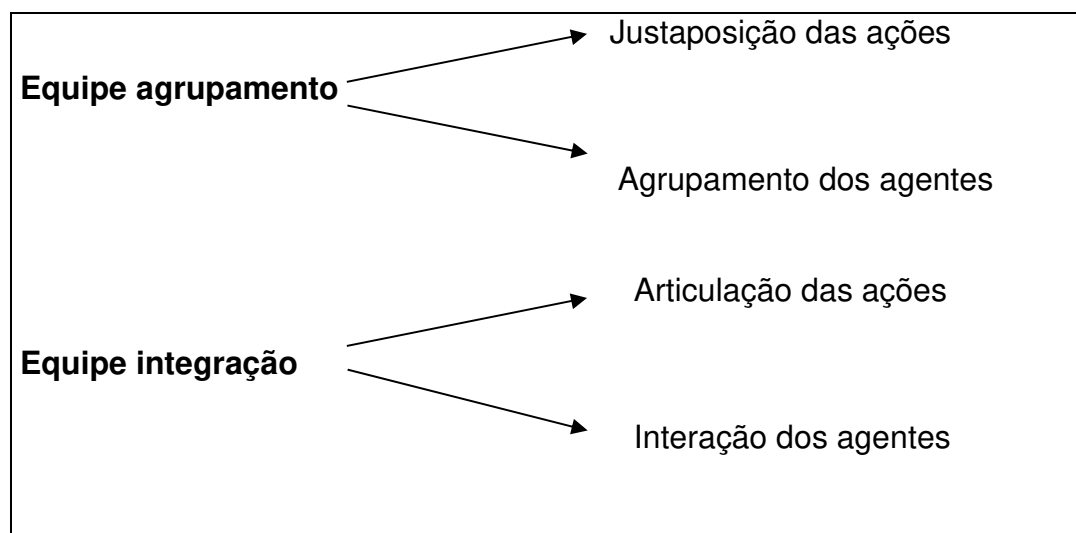 Justaposição das ações
Equipe agrupamento
Agrupamento dos agentes
Articulação das ações
Equipe integração
Interação dos agentes